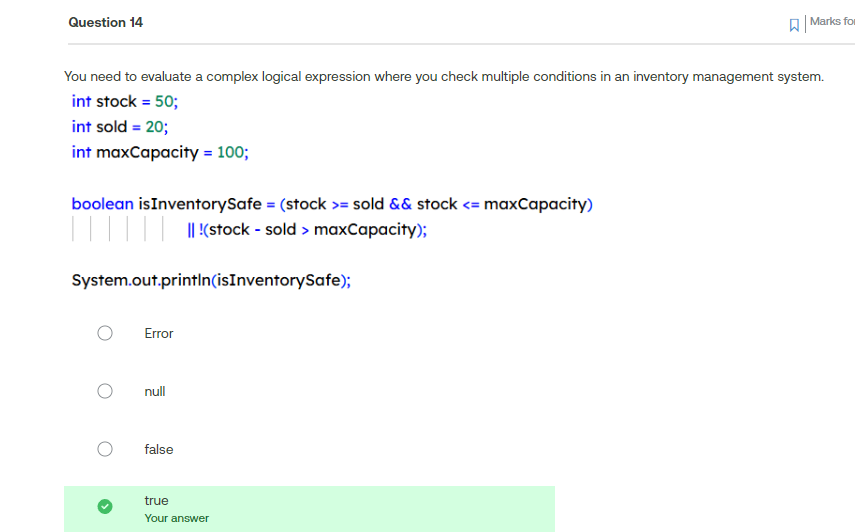 Question 14
Marks for
You need to evaluate a complex logical expression where you check multiple conditions in an inventory management system.
int stock = 50;
int sold = 20;
int maxCapacity = 100;
boolean isInventorySafe = (stock >= sold && stock <= maxCapacity)
|| !(stock - sold > maxCapacity);
System.out.println(isInventorySafe);
Error
null
false
true
Your answer